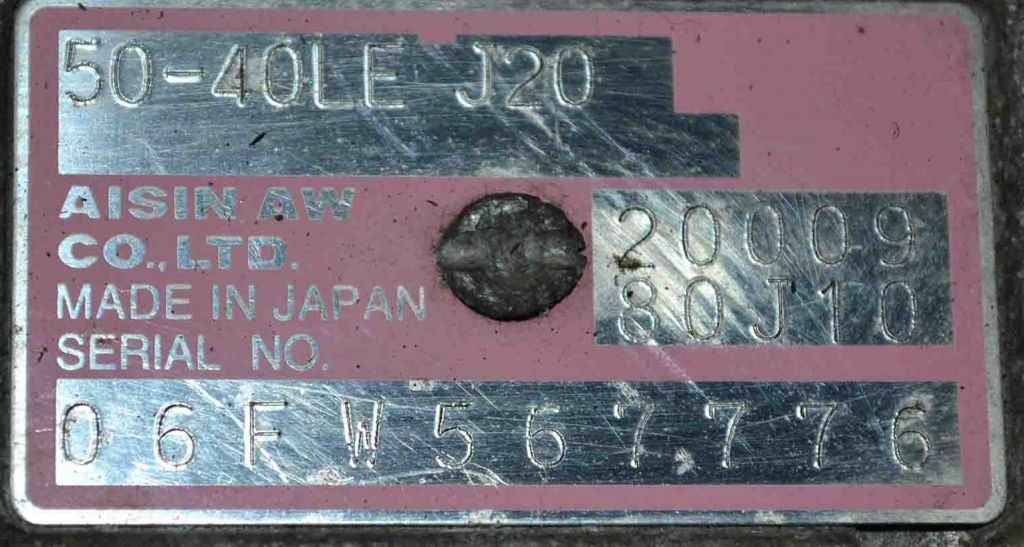 50-40LE J20
AISIN AW
CO., LTD.
MADE IN JAPAN
SERIAL NO.
20009
80J10
06FW567776